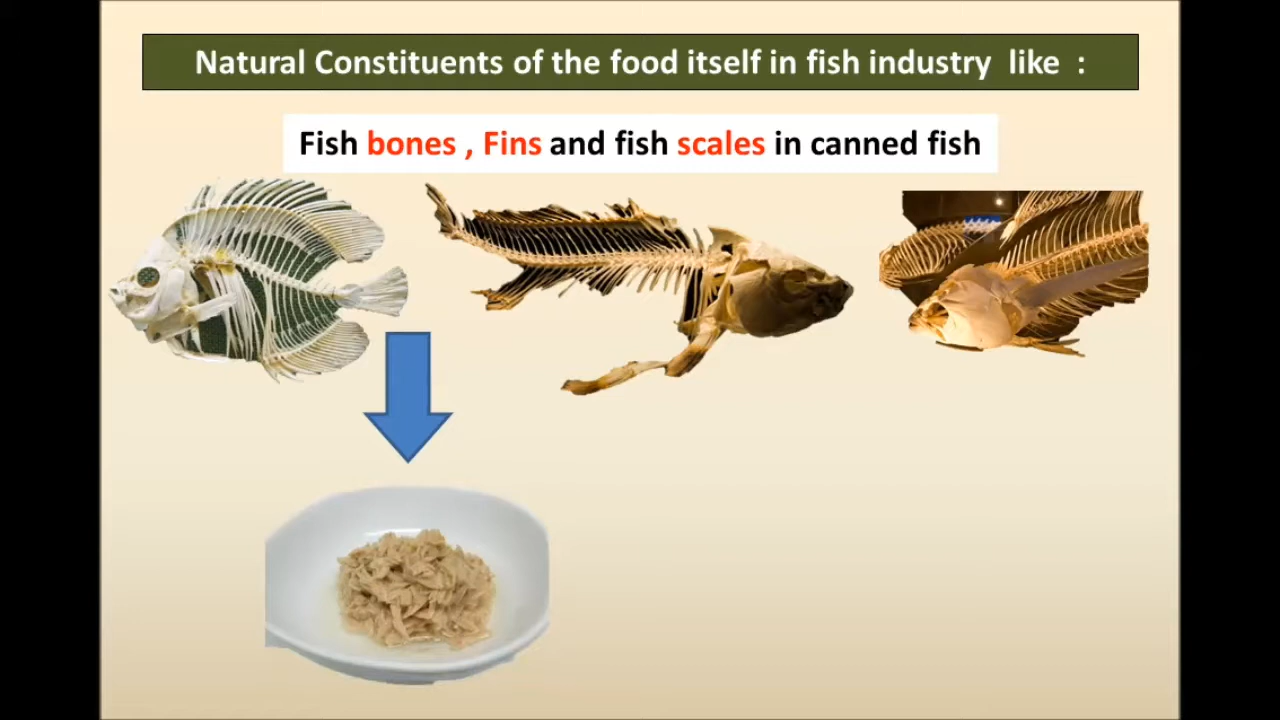 Natural Constituents of the food itself in fish industry like :
Fish bones , Fins and fish scales in canned fish